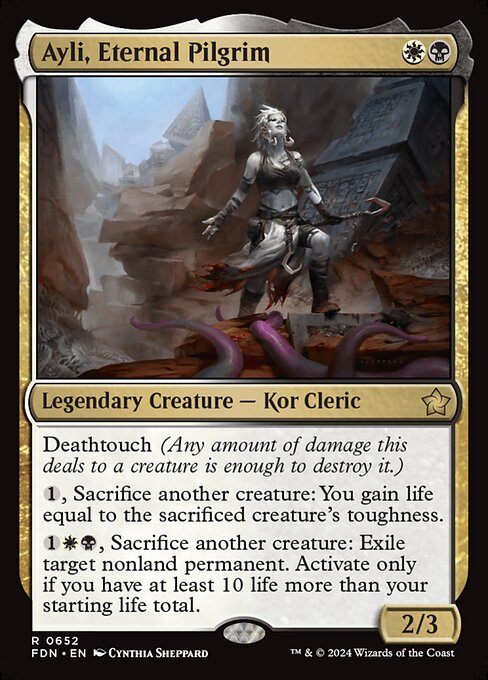 Ayli, Eternal Pilgrim
Legendary Creature — Kor Cleric
Deathtouch (Any amount of damage this
deals to a creature is enough to destroy it.)
1, Sacrifice another creature: You gain life
equal to the sacrificed creature's toughness.
1, Sacrifice another creature: Exile
target nonland permanent. Activate only
if you have at least 10 life more than your
starting life total.
2/3
R 0652
FDN • EN Cynthia Sheppard
™ & © 2024 Wizards of the Coast